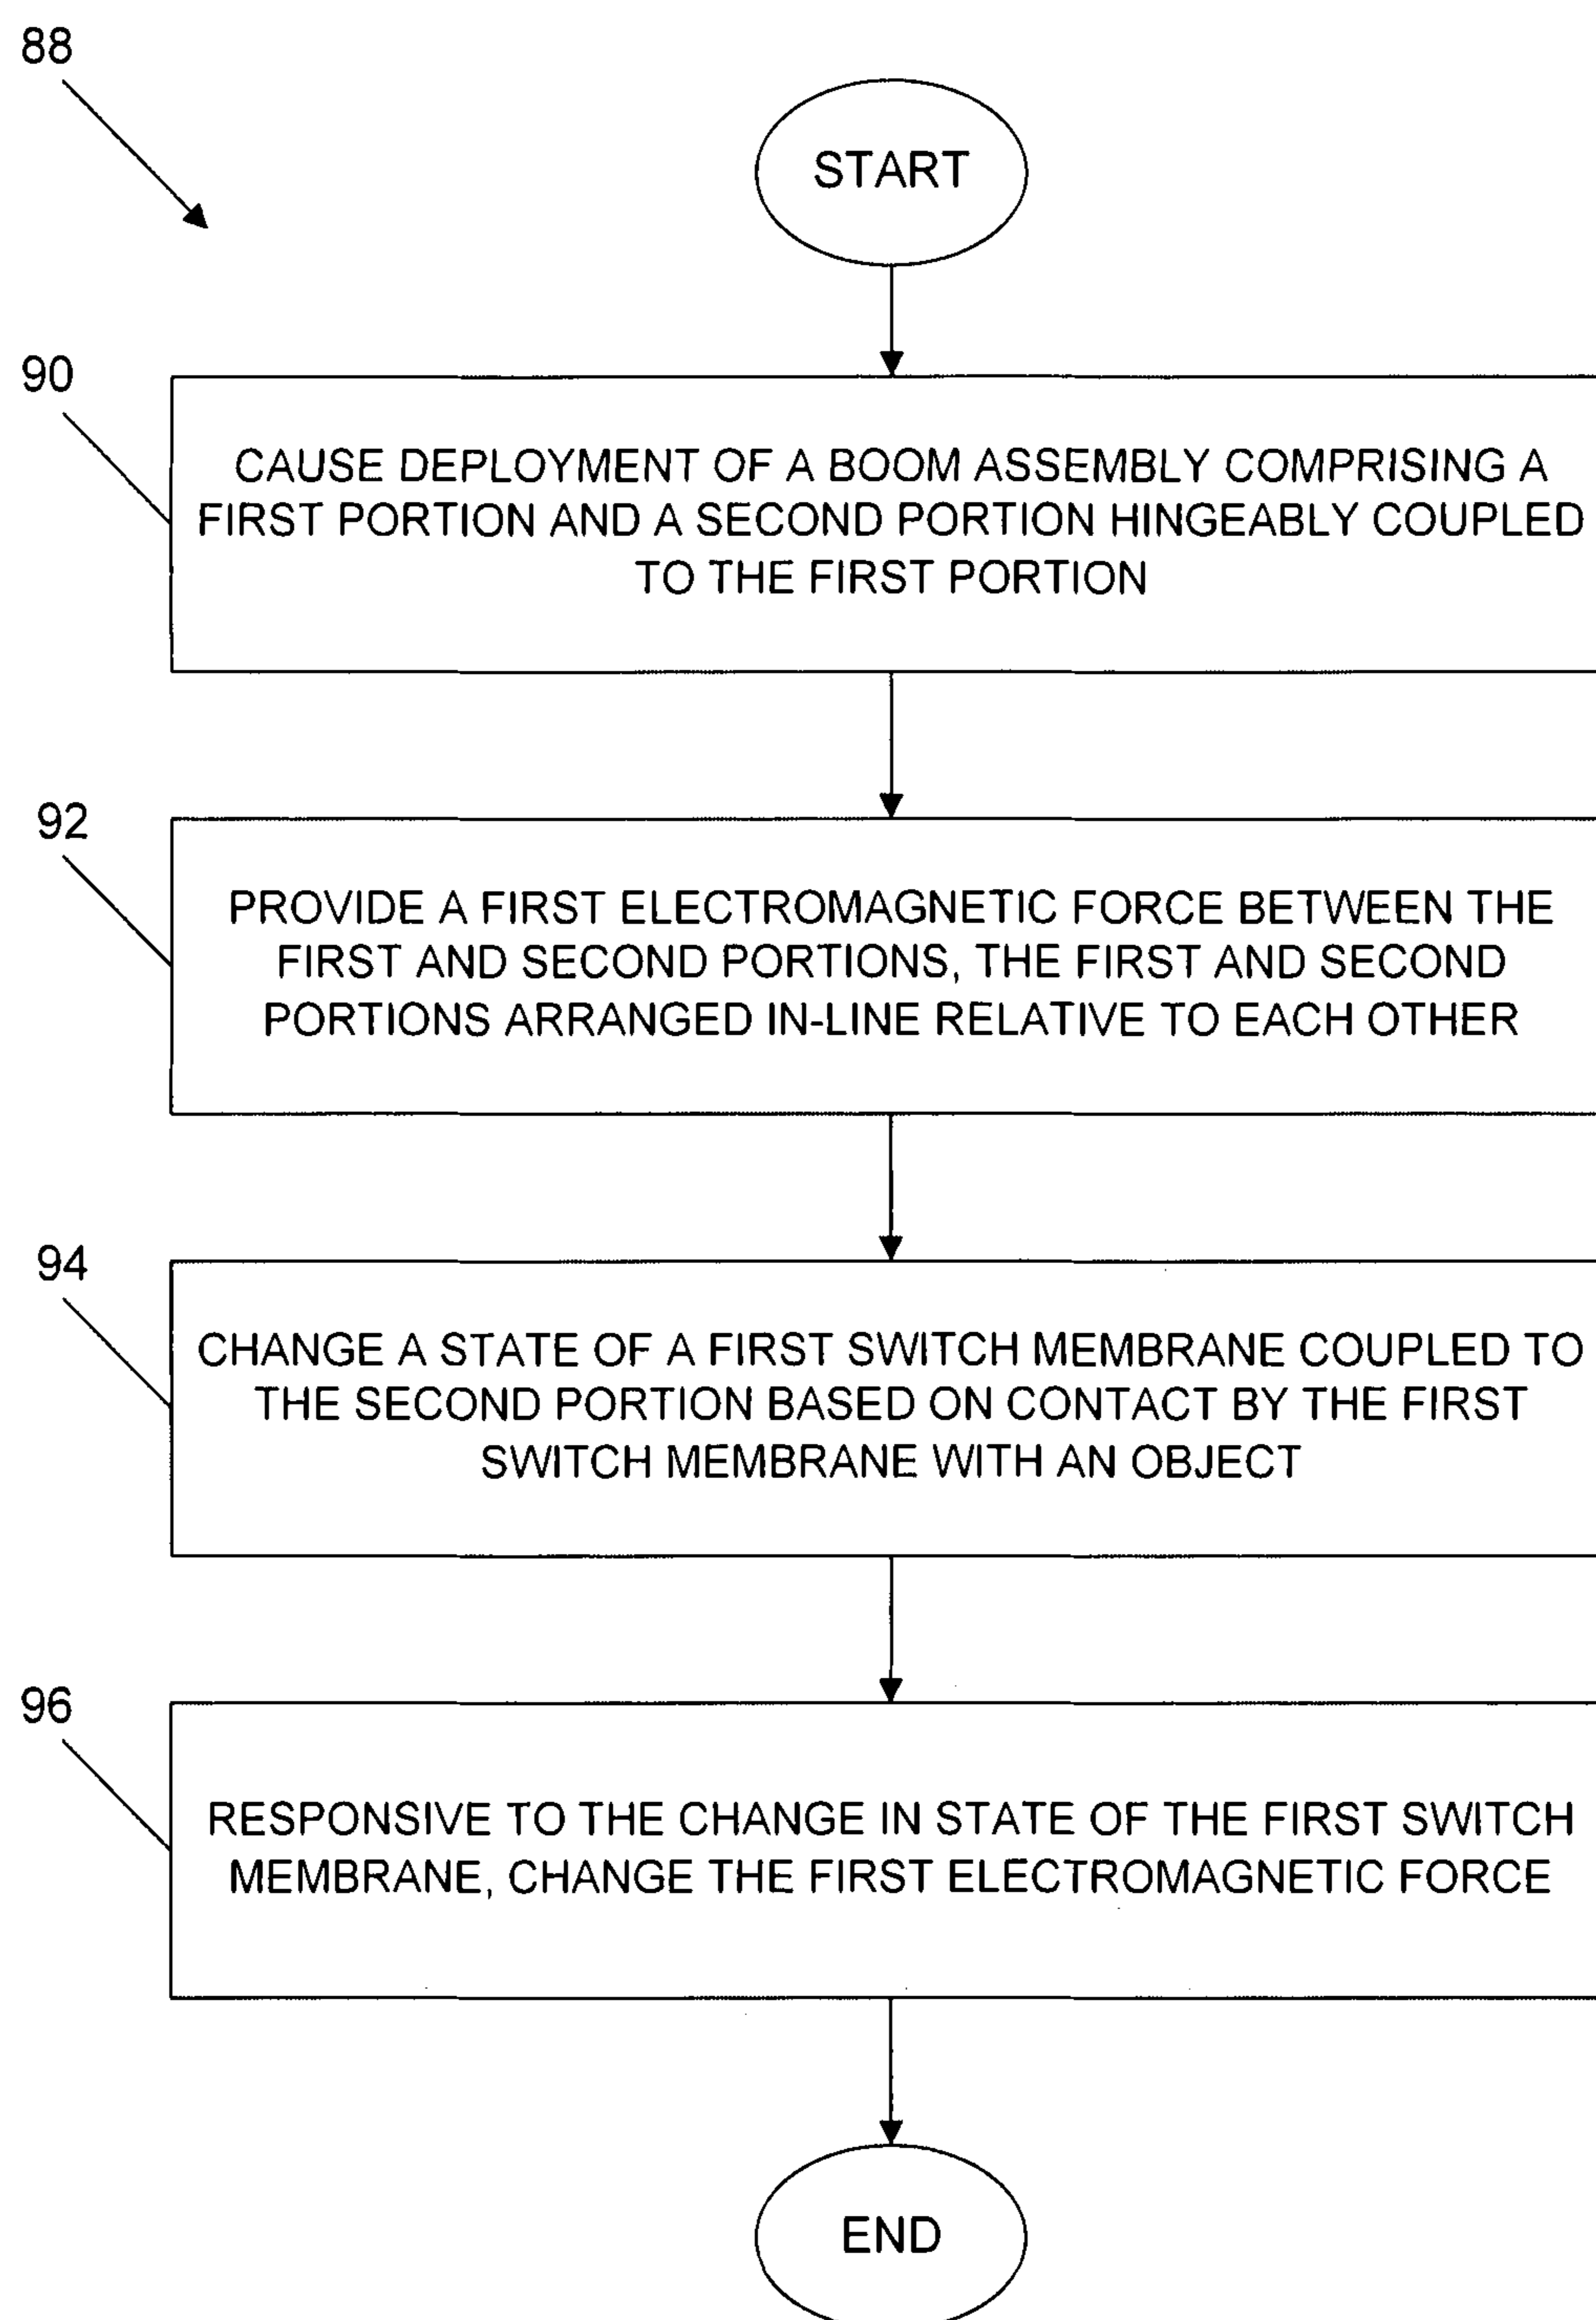 88
START
90
CAUSE DEPLOYMENT OF A BOOM ASSEMBLY COMPRISING A
FIRST PORTION AND A SECOND PORTION HINGEABLY COUPLED
TO THE FIRST PORTION
92
PROVIDE A FIRST ELECTROMAGNETIC FORCE BETWEEN THE
FIRST AND SECOND PORTIONS, THE FIRST AND SECOND
PORTIONS ARRANGED IN-LINE RELATIVE TO EACH OTHER
94
CHANGE A STATE OF A FIRST SWITCH MEMBRANE COUPLED TO
THE SECOND PORTION BASED ON CONTACT BY THE FIRST
SWITCH MEMBRANE WITH AN OBJECT
96
RESPONSIVE TO THE CHANGE IN STATE OF THE FIRST SWITCH
MEMBRANE, CHANGE THE FIRST ELECTROMAGNETIC FORCE
END